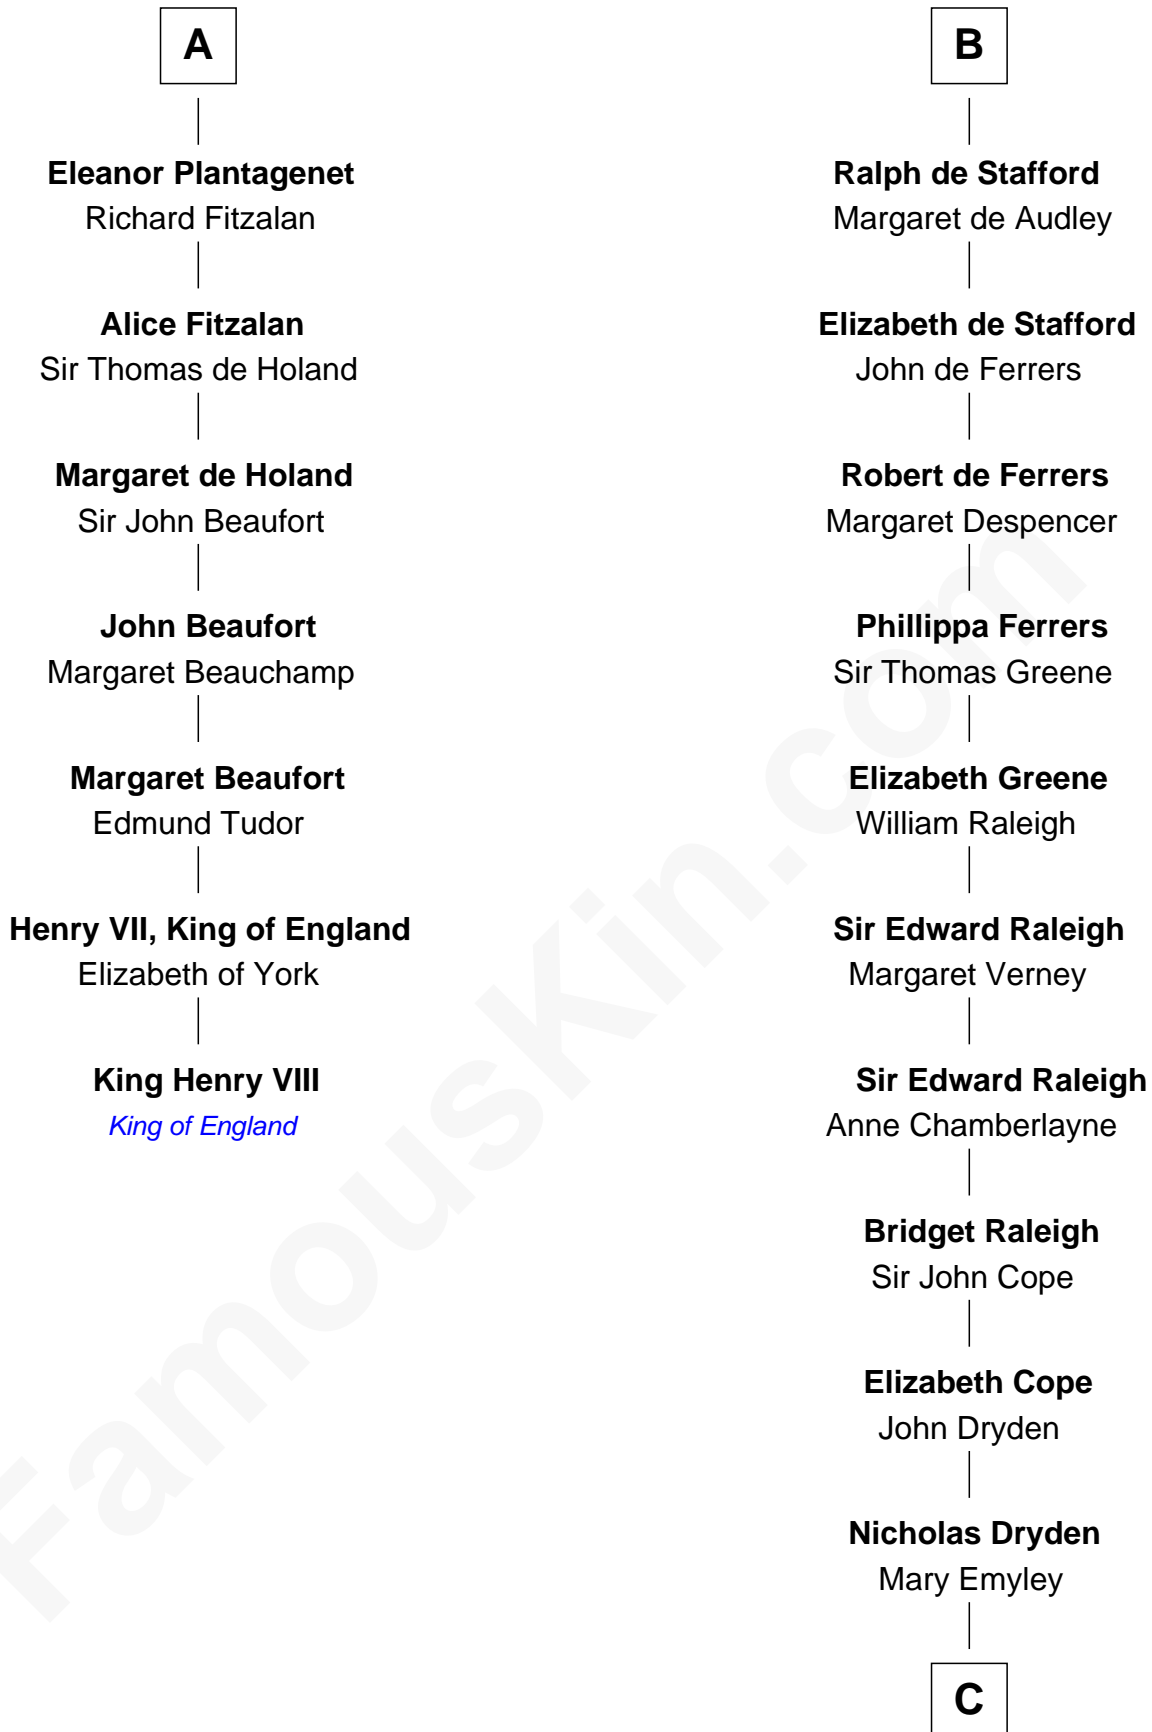 A
Eleanor Plantagenet
Richard Fitzalan
Alice Fitzalan
Sir Thomas de Holand
Margaret de Holand
Sir John Beaufort
John Beaufort
Margaret Beauchamp
Margaret Beaufort
Edmund Tudor
Henry VII, King of England
Elizabeth of York
King Henry VIII
King of England
B
Ralph de Stafford
Margaret de Audley
Elizabeth de Stafford
John de Ferrers
Robert de Ferrers
Margaret Despencer
Phillippa Ferrers
Sir Thomas Greene
Elizabeth Greene
William Raleigh
Sir Edward Raleigh
Margaret Verney
Sir Edward Raleigh
Anne Chamberlayne
Bridget Raleigh
Sir John Cope
Elizabeth Cope
John Dryden
Nicholas Dryden
Mary Emyley
C
FamousKin.com